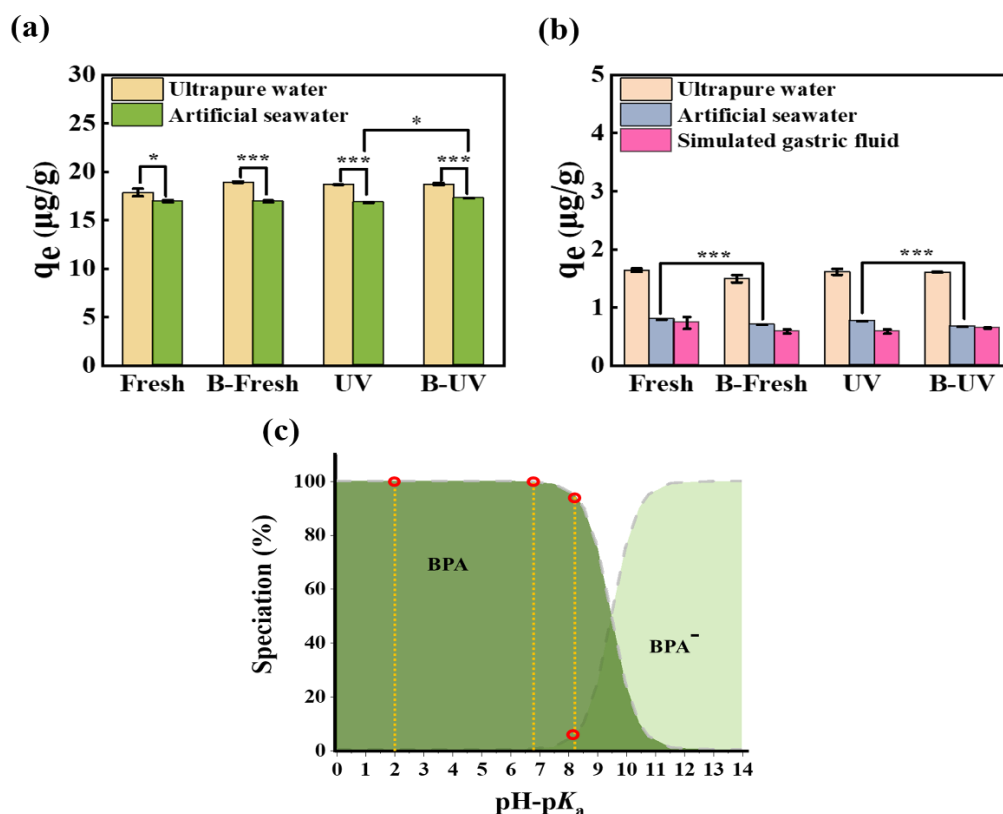 (a)
30
25
20
15
10
5
0
qe (µg/g)
Ultrapure water
Artificial seawater
*
***
***
*
***
Fresh B-Fresh UV B-UV
(b)
5
4
3
2
1
0
qe (µg/g)
Ultrapure water
Artificial seawater
Simulated gastric fluid
***
***
Fresh B-Fresh UV B-UV
(c)
100
80
60
40
20
0
Speciation (%)
BPA
BPA⁻
0 1 2 3 4 5 6 7 8 9 10 11 12 13 14
pH-pKa